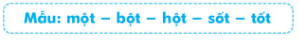 Mẫu: một – bột – hột – sốt – tốt